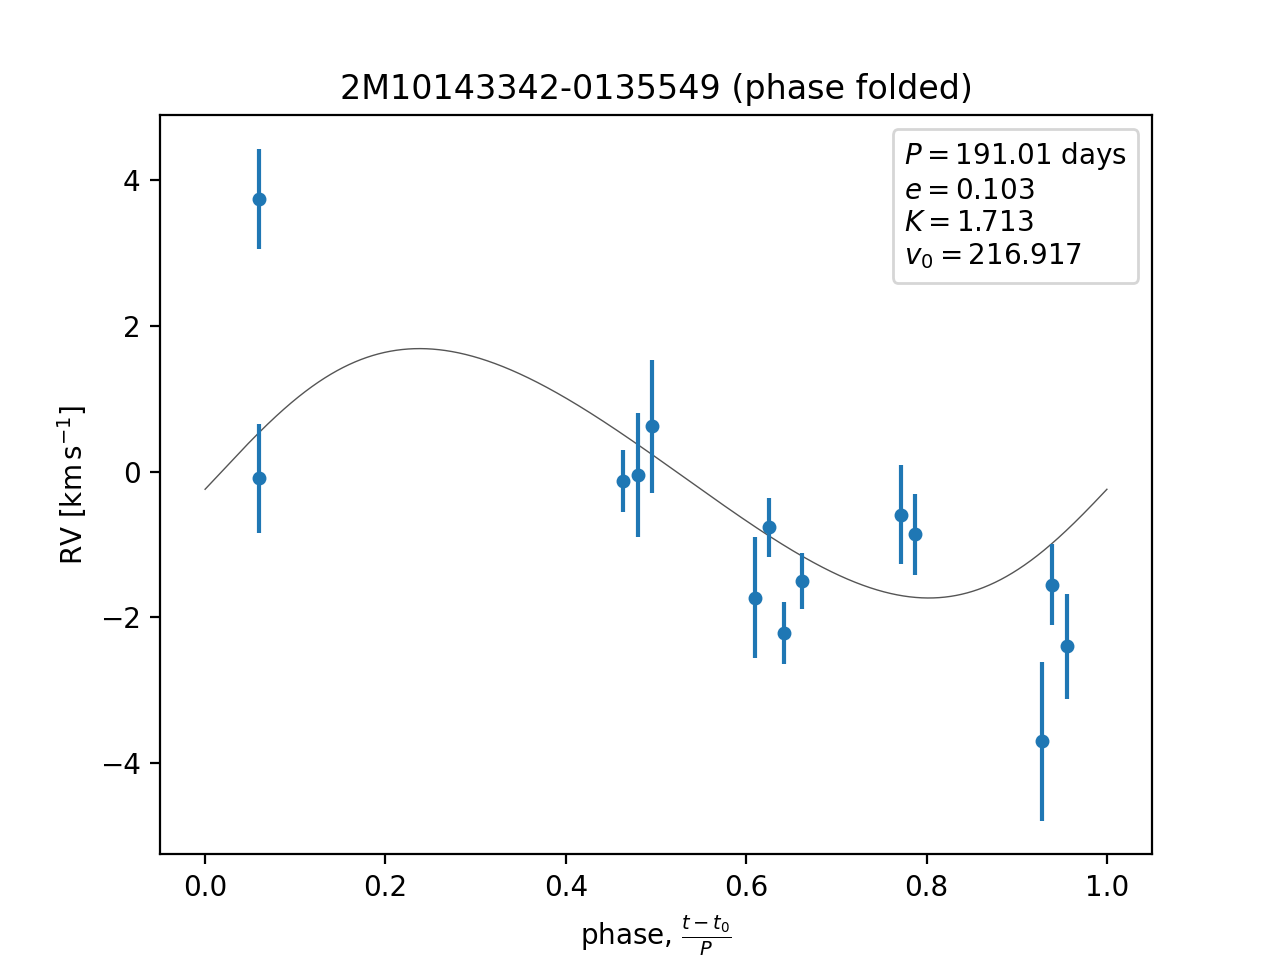 2M10143342-0135549 (phase folded)
P = 191.01 days
e = 0.103
K = 1.713
v₀ = 216.917
4
2
0
−2
−4
RV [km s⁻¹]
0.0 0.2 0.4 0.6 0.8 1.0
phase, (t − t₀)/P